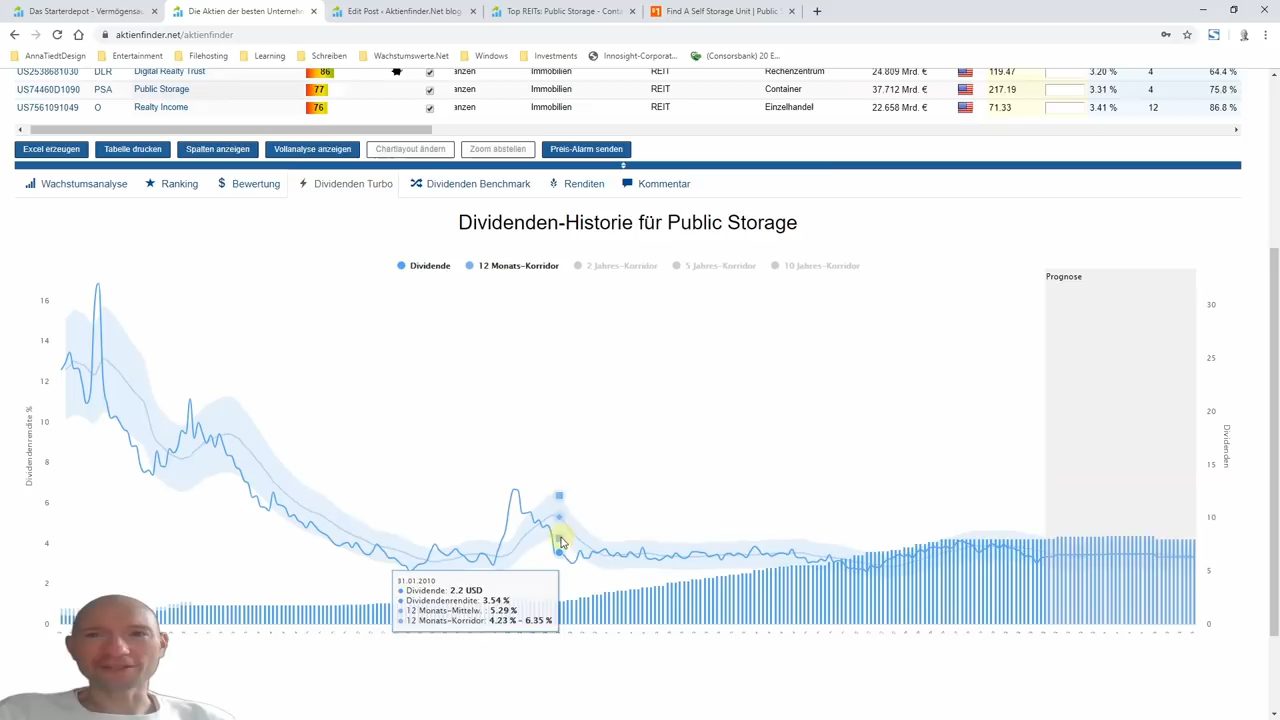 Das Starterdepot - Vermögensau
Die Aktien der besten Unternehm
Edit Post ‹ Aktienfinder.Net blog
Top REITs: Public Storage - Conta
Find A Self Storage Unit | Public S
aktienfinder.net/aktienfinder
AnnaTiedtDesign Entertainment Filehosting Learning Schreiben Wachstumswerte.Net Windows Investments Innosight-Corporat... (Consorsbank) 20 E...
US2538681030 DLR Digital Realty Trust 86 anzen Immobilien REIT Rechenzentrum 24.809 Mrd. € 119.47 3.20 % 4 64.4 %
US74460D1090 PSA Public Storage 77 anzen Immobilien REIT Container 37.712 Mrd. € 217.19 3.31 % 4 75.8 %
US7561091049 O Realty Income 76 anzen Immobilien REIT Einzelhandel 22.658 Mrd. € 71.33 3.41 % 12 86.8 %
Excel erzeugen Tabelle drucken Spalten anzeigen Vollanalyse anzeigen Chartlayout ändern Zoom abstellen Preis-Alarm senden
Wachstumsanalyse Ranking Bewertung Dividenden Turbo Dividenden Benchmark Renditen Kommentar
Dividenden-Historie für Public Storage
Dividende 12 Monats-Korridor 2 Jahres-Korridor 5 Jahres-Korridor 10 Jahres-Korridor
Prognose
Dividendenrendite %
16
14
12
10
8
6
4
2
0
30
25
20
15
10
5
0
Dividenden
31.01.2010
Dividende: 2.2 USD
Dividendenrendite: 3.54 %
12 Monats-Mittelw. : 5.29 %
12 Monats-Korridor: 4.23 % - 6.35 %